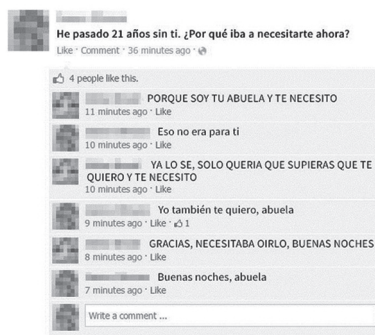 He pasado 21 años sin ti. ¿Por qué iba a necesitarte ahora?
Like · Comment · 36 minutes ago ·
4 people like this.
PORQUE SOY TU ABUELA Y TE NECESITO
11 minutes ago · Like
Eso no era para ti
10 minutes ago · Like
YA LO SE, SOLO QUERIA QUE SUPIERAS QUE TE
QUIERO Y TE NECESITO
10 minutes ago · Like
Yo también te quiero, abuela
9 minutes ago · Like · 1
GRACIAS, NECESITABA OIRLO, BUENAS NOCHES
8 minutes ago · Like
Buenas noches, abuela
7 minutes ago · Like
Write a comment ...